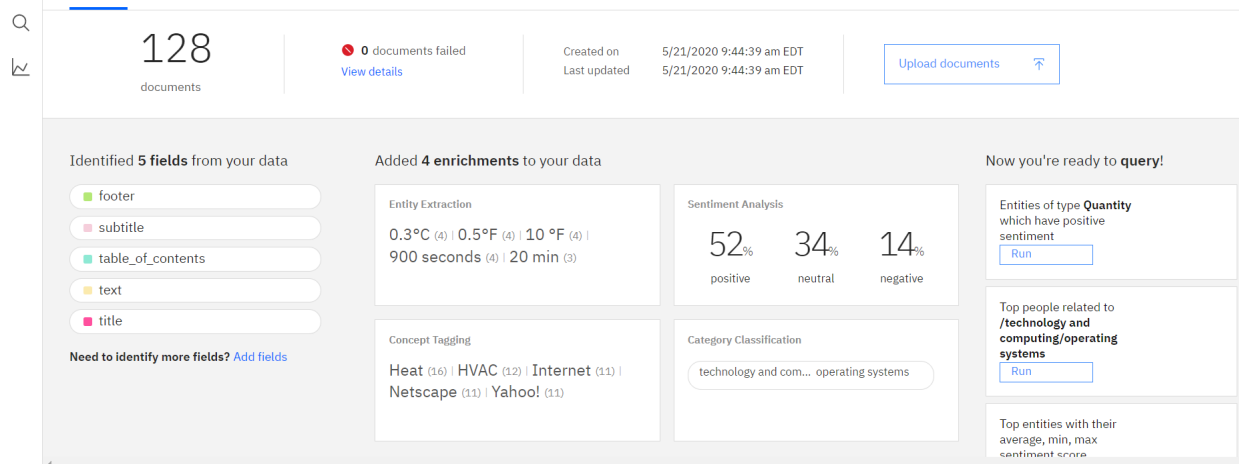 128
documents
0 documents failed
View details
Created on 5/21/2020 9:44:39 am EDT
Last updated 5/21/2020 9:44:39 am EDT
Upload documents
Identified 5 fields from your data
footer
subtitle
table_of_contents
text
title
Need to identify more fields? Add fields
Added 4 enrichments to your data
Entity Extraction
0.3°C (4) | 0.5°F (4) | 10 °F (4) |
900 seconds (4) | 20 min (3)
Sentiment Analysis
52% 34% 14%
positive neutral negative
Concept Tagging
Heat (16) | HVAC (12) | Internet (11) |
Netscape (11) | Yahoo! (11)
Category Classification
technology and com... operating systems
Now you're ready to query!
Entities of type Quantity
which have positive
sentiment
Run
Top people related to
/technology and
computing/operating
systems
Run
Top entities with their
average, min, max
sentiment score